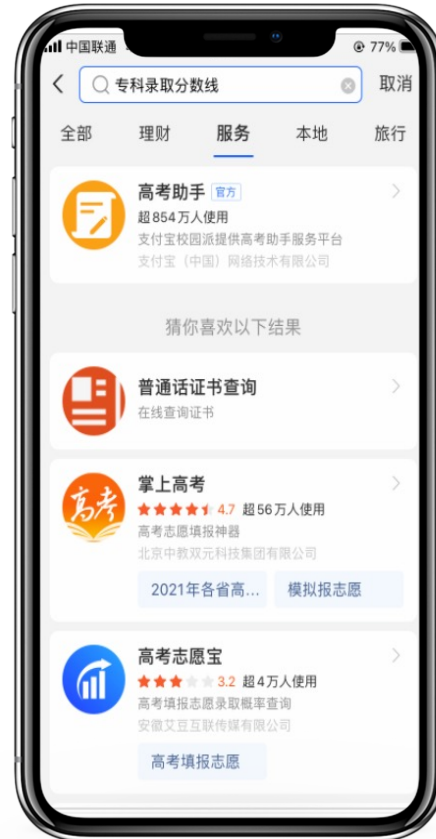 中国联通
77%
专科录取分数线
取消
全部 理财 服务 本地 旅行
高考助手 官方
超854万人使用
支付宝校园派提供高考助手服务平台
支付宝（中国）网络技术有限公司
猜你喜欢以下结果
普通话证书查询
在线查询证书
高考
掌上高考
4.7 超56万人使用
高考志愿填报神器
北京中教双元科技集团有限公司
2021年各省高... 模拟报志愿
高考志愿宝
3.2 超4万人使用
高考填报志愿录取概率查询
安徽艾豆互联传媒有限公司
高考填报志愿